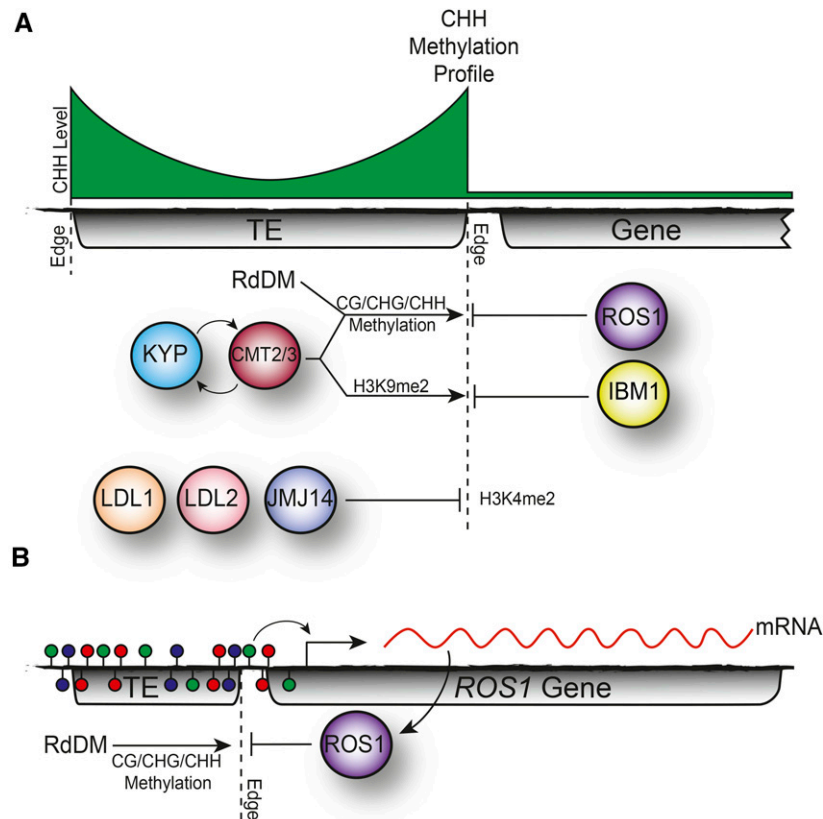 A
CHH
Methylation
Profile
CHH Level
TE
Gene
Edge
Edge
RdDM
CG/CHG/CHH
Methylation
ROS1
KYP
CMT2/3
H3K9me2
IBM1
LDL1
LDL2
JMJ14
H3K4me2
B
mRNA
TE
ROS1 Gene
RdDM
CG/CHG/CHH
Methylation
Edge
ROS1